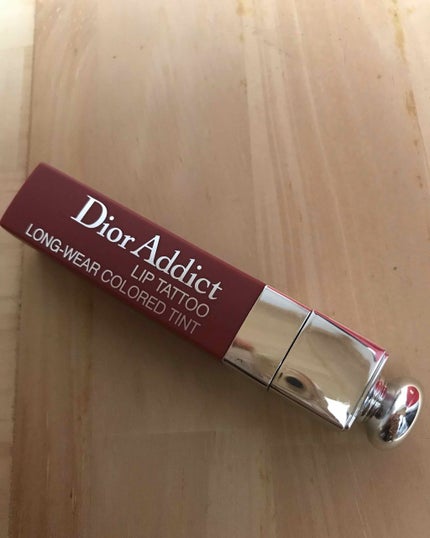 Dior Addict
LIP TATTOO
LONG-WEAR COLORED TINT